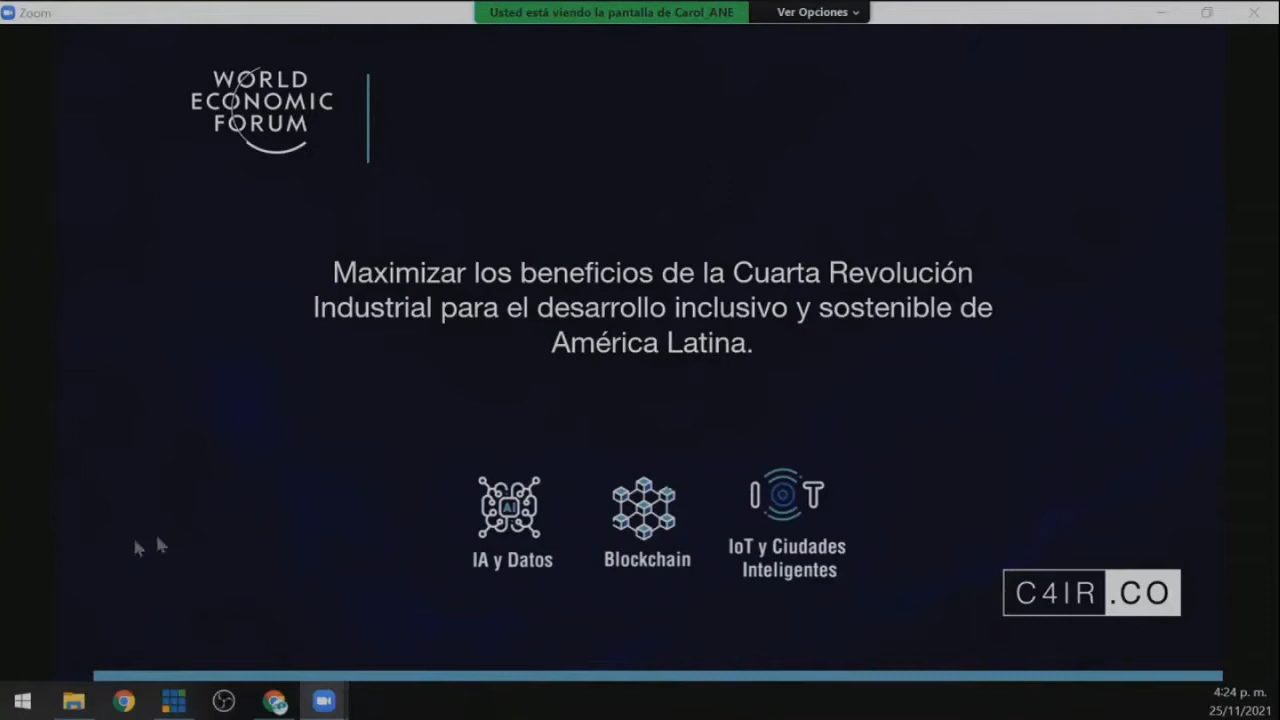 Zoom
Usted está viendo la pantalla de Carol_ANE
Ver Opciones
WORLD
ECONOMIC
FORUM
Maximizar los beneficios de la Cuarta Revolución
Industrial para el desarrollo inclusivo y sostenible de
América Latina.
AI
IA y Datos
Blockchain
IOT
IoT y Ciudades
Inteligentes
C4IR.CO
4:24 p. m.
25/11/2021